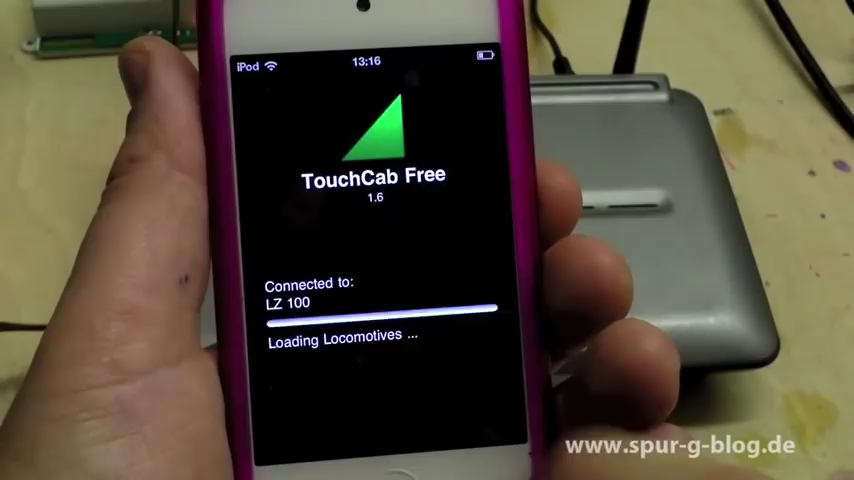 iPod 13:16
TouchCab Free
1.6
Connected to:
LZ 100
Loading Locomotives ...
www.spur-g-blog.de